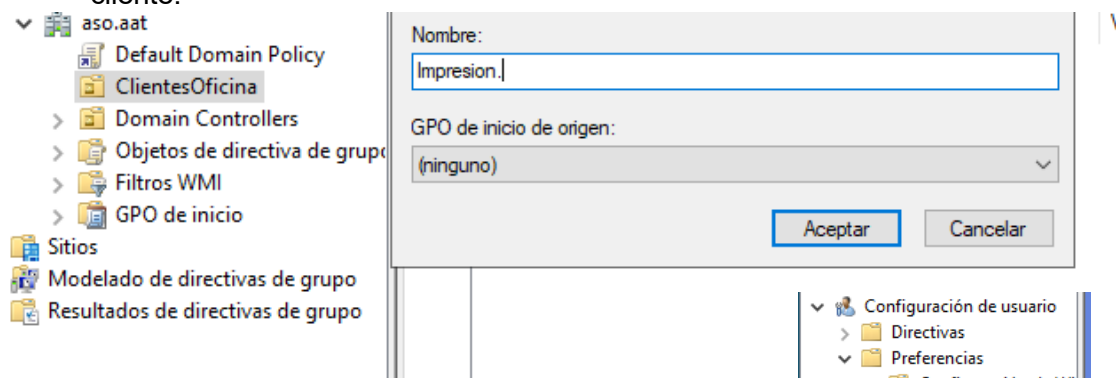 cliente.
aso.aat
Default Domain Policy
ClientesOficina
Domain Controllers
Objetos de directiva de grupo
Filtros WMI
GPO de inicio
Sitios
Modelado de directivas de grupo
Resultados de directivas de grupo
Nombre:
Impresion.
GPO de inicio de origen:
(ninguno)
Aceptar
Cancelar
Configuración de usuario
Directivas
Preferencias